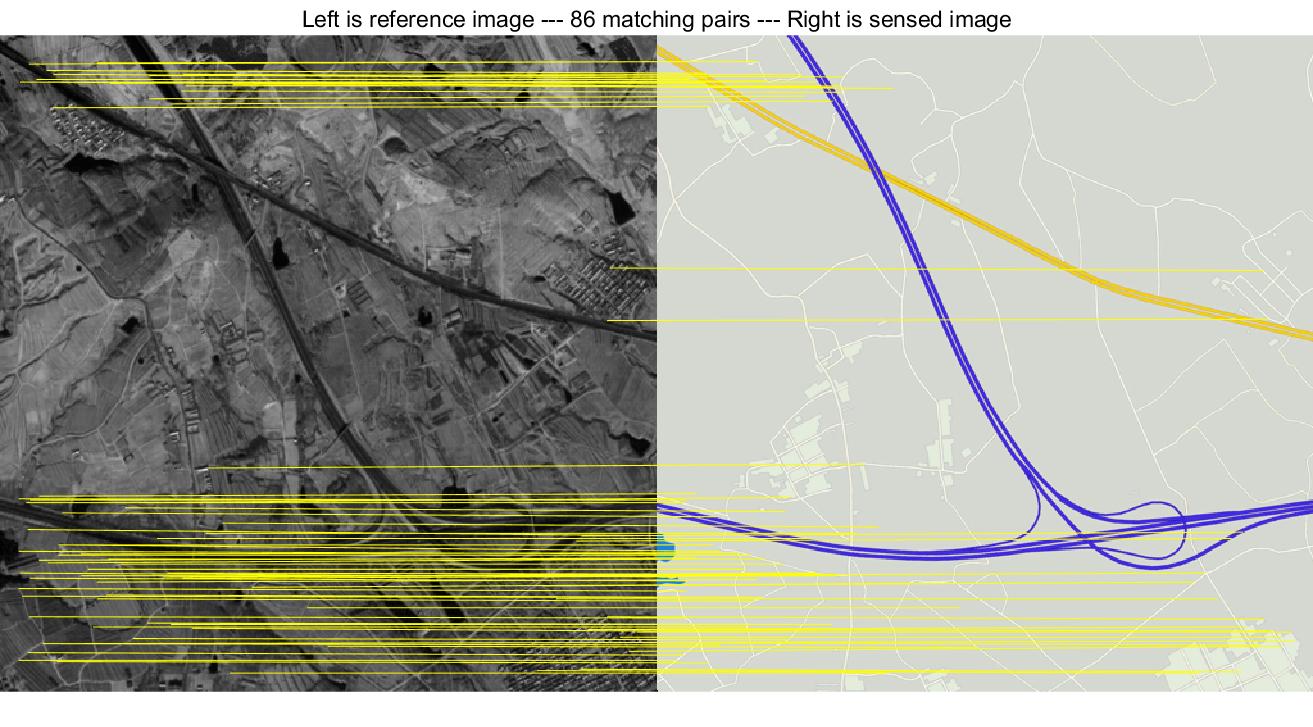 Left is reference image --- 86 matching pairs --- Right is sensed image